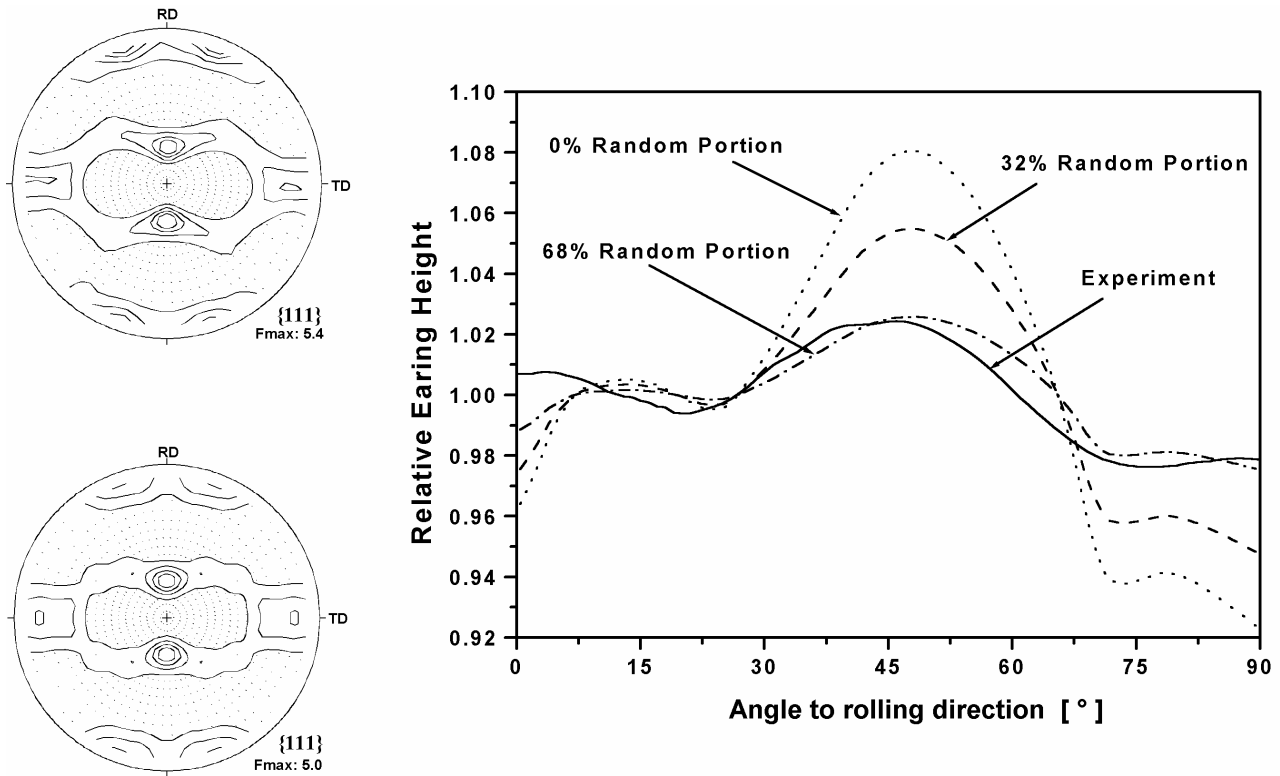 RD
TD
{111}
Fmax: 5.4
RD
TD
{111}
Fmax: 5.0
Relative Earing Height
1.10
1.08
1.06
1.04
1.02
1.00
0.98
0.96
0.94
0.92
0% Random Portion
32% Random Portion
68% Random Portion
Experiment
0 15 30 45 60 75 90
Angle to rolling direction [ ° ]